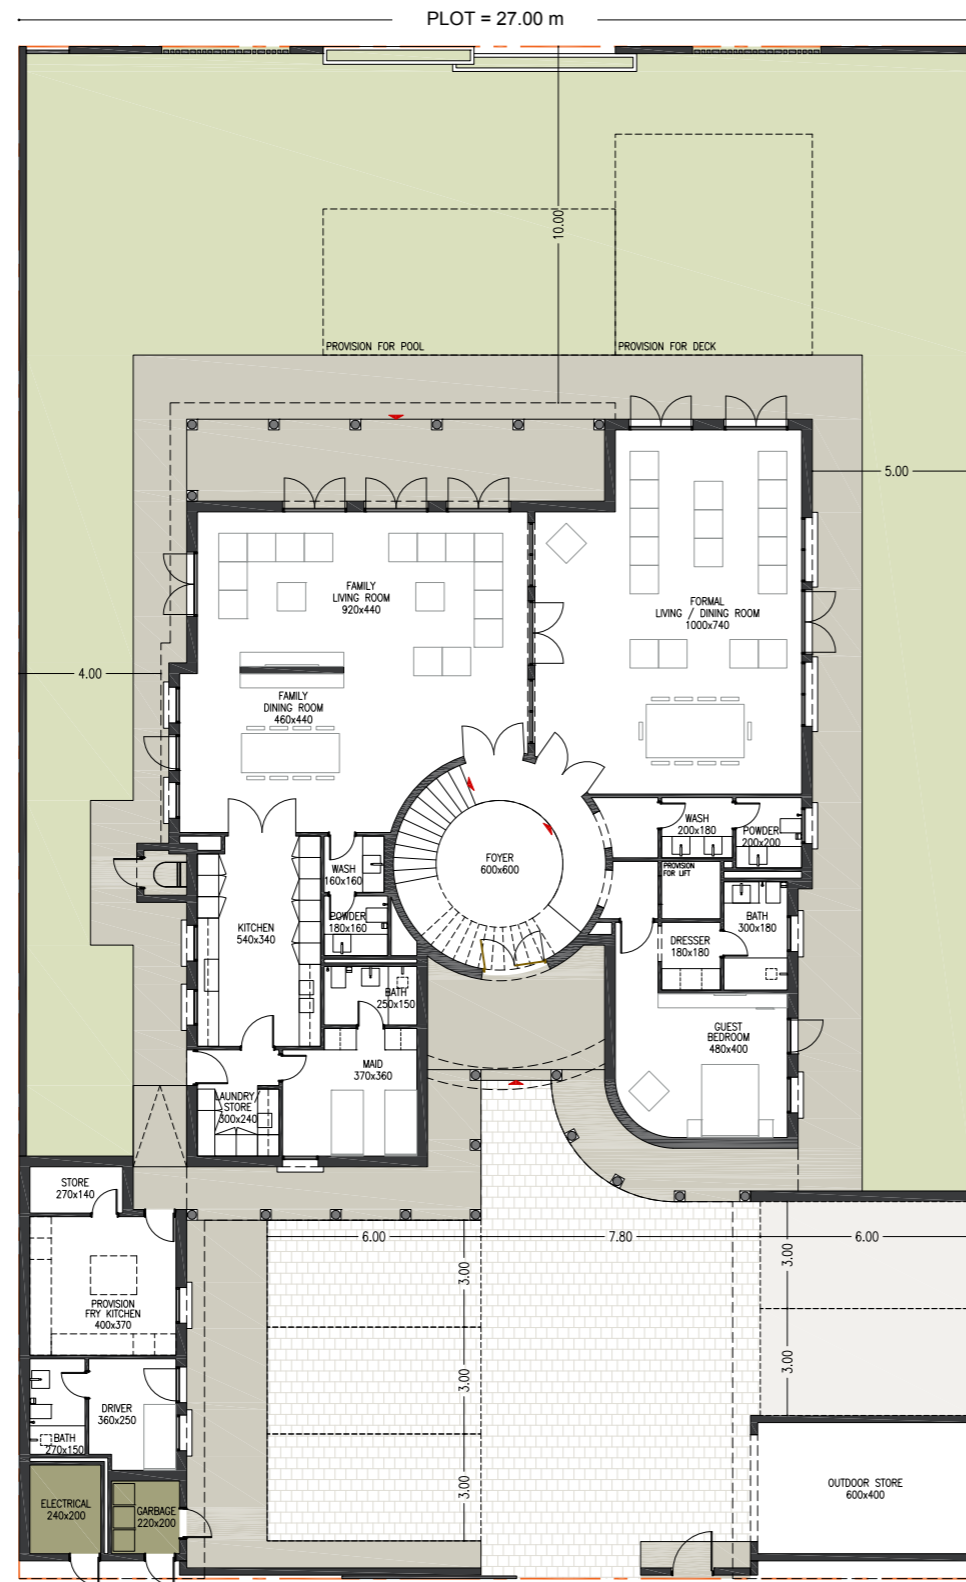 PLOT = 27.00 m
10.00
PROVISION FOR POOL
PROVISION FOR DECK
5.00
FAMILY
LIVING ROOM
920x440
FORMAL
LIVING / DINING ROOM
1000x740
4.00
FAMILY
DINING ROOM
460x440
WASH
200x180
POWDER
200x200
FOYER
600x600
WASH
160x160
PROVISION
FOR LIFT
POWDER
180x160
BATH
300x180
KITCHEN
540x340
DRESSER
180x180
BATH
250x150
GUEST
BEDROOM
480x400
MAID
370x360
LAUNDRY/
STORE
300x240
STORE
270x140
6.00
7.80
6.00
3.00
3.00
PROVISION
FRY KITCHEN
400x370
3.00
3.00
DRIVER
360x250
BATH
270x150
3.00
OUTDOOR STORE
600x400
ELECTRICAL
240x200
GARBAGE
220x200